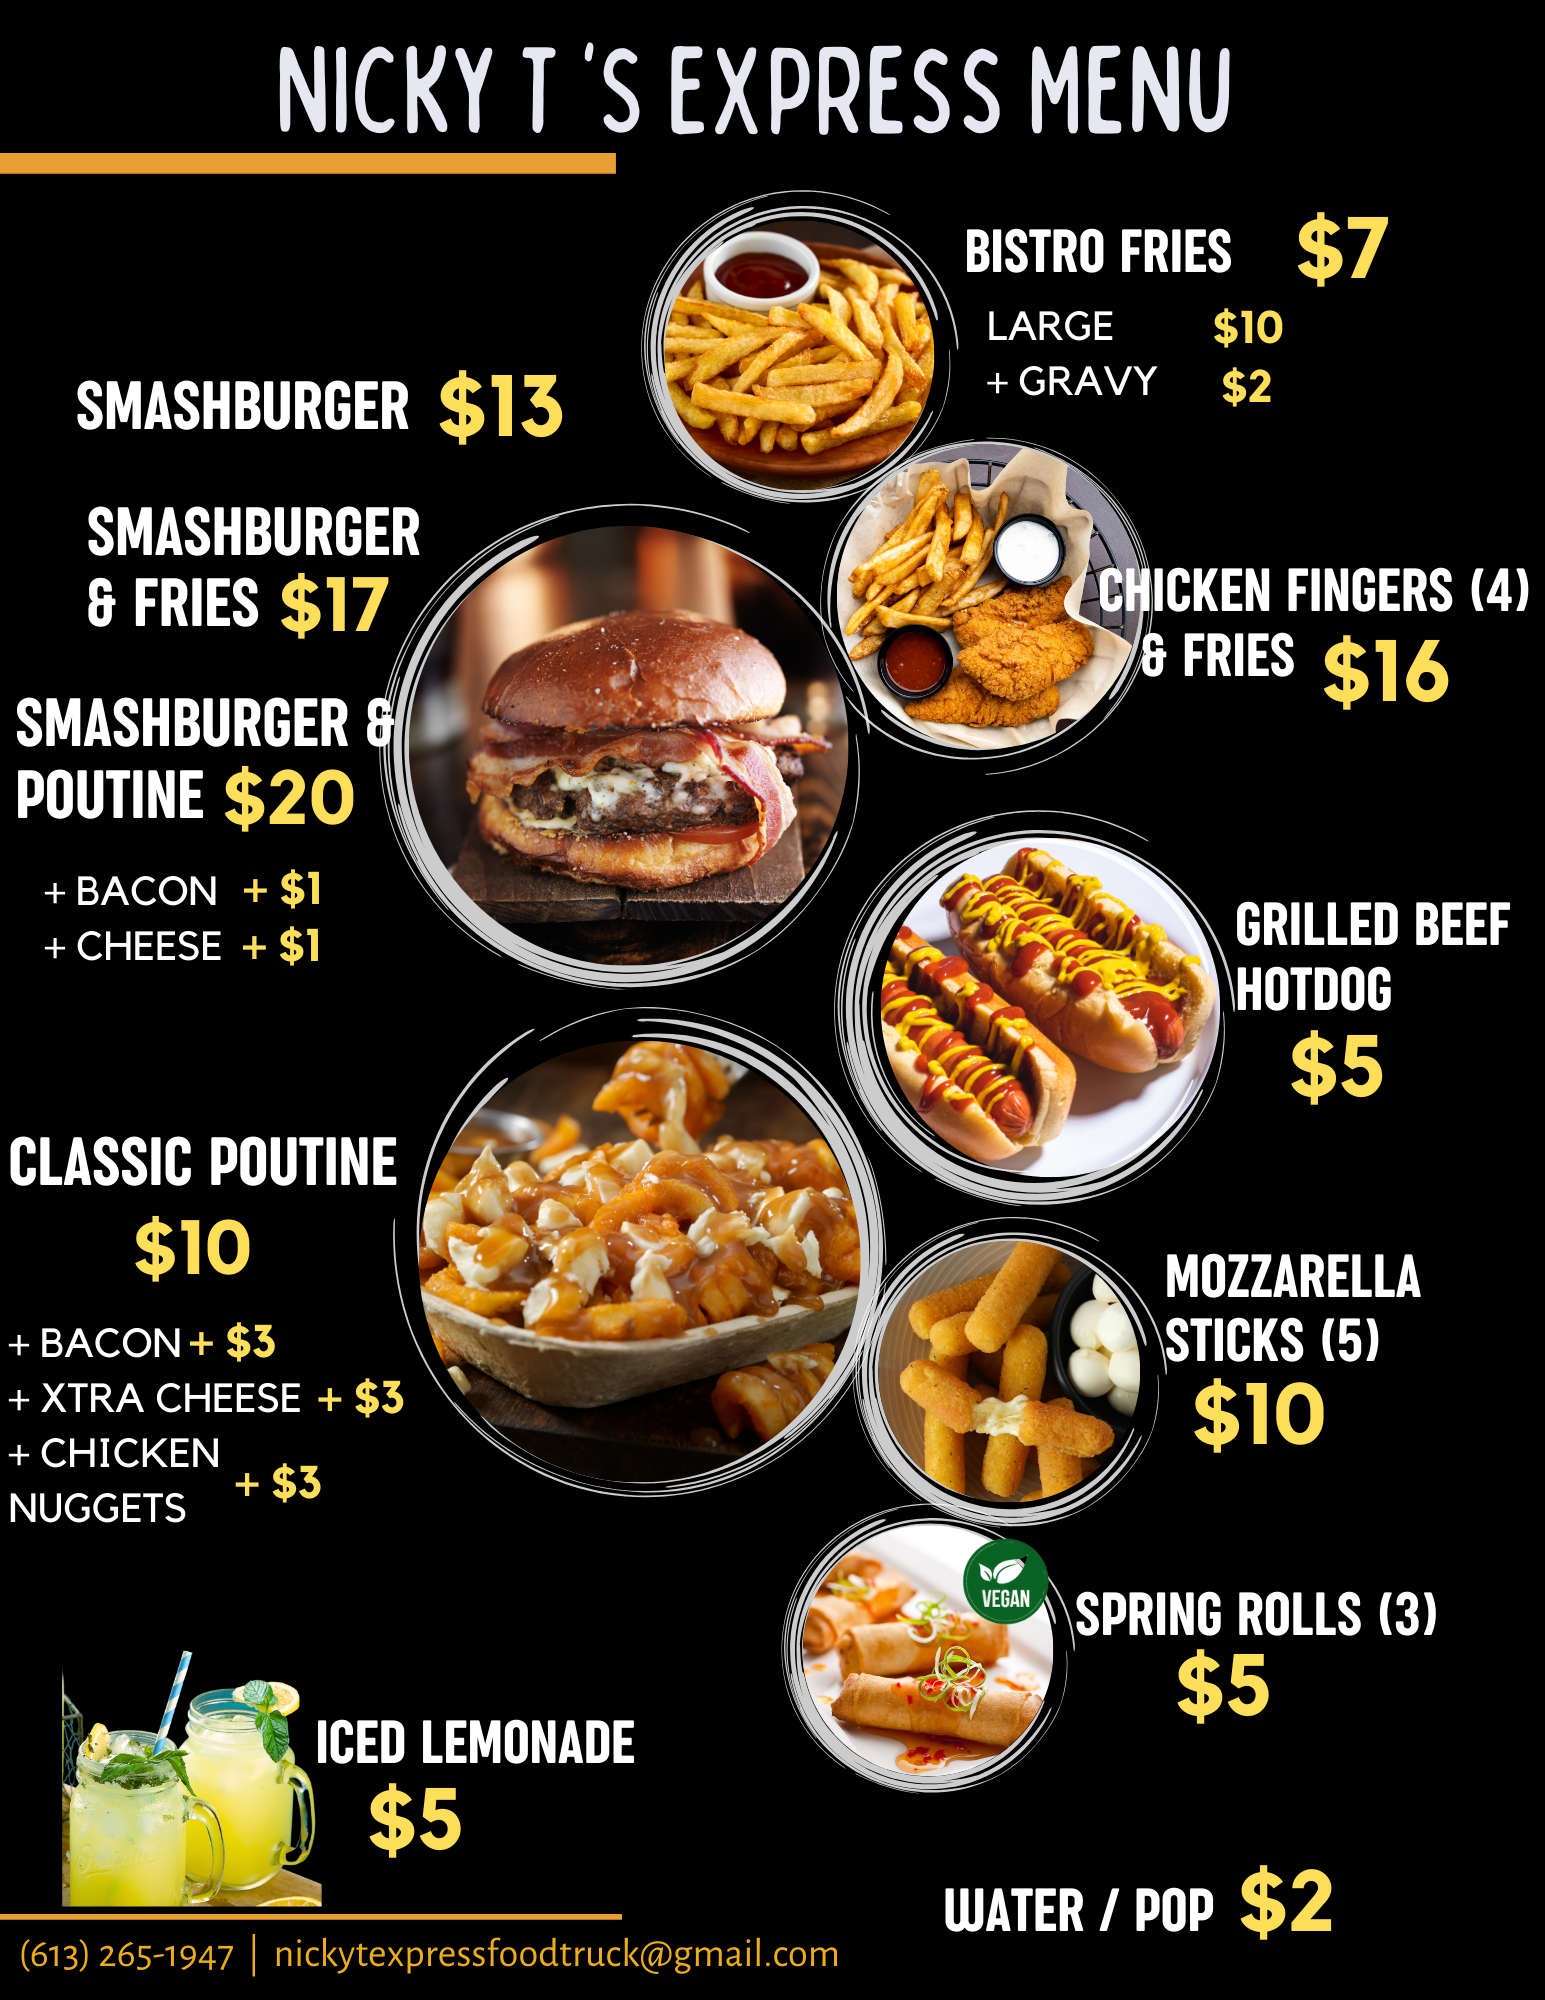 NICKY T 'S EXPRESS MENU
BISTRO FRIES $7
LARGE $10
+ GRAVY $2
SMASHBURGER $13
SMASHBURGER
& FRIES $17
SMASHBURGER &
POUTINE $20
+ BACON + $1
+ CHEESE + $1
CHICKEN FINGERS (4)
& FRIES $16
GRILLED BEEF
HOTDOG
$5
CLASSIC POUTINE
$10
+ BACON + $3
+ XTRA CHEESE + $3
+ CHICKEN
NUGGETS + $3
MOZZARELLA
STICKS (5)
$10
VEGAN
SPRING ROLLS (3)
$5
ICED LEMONADE
$5
WATER / POP $2
(613) 265-1947 | nickytexpressfoodtruck@gmail.com